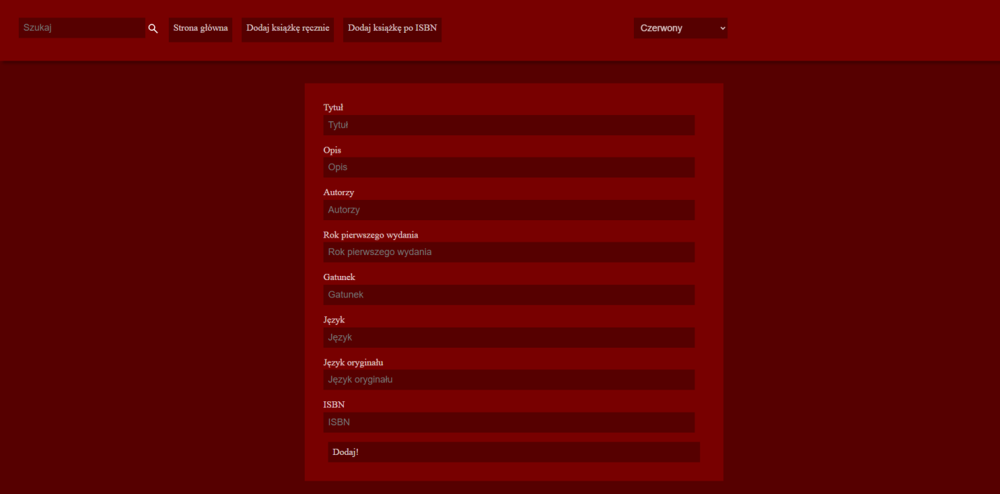 Szukaj
Strona główna
Dodaj książkę ręcznie
Dodaj książkę po ISBN
Czerwony
Tytuł
Tytuł
Opis
Opis
Autorzy
Autorzy
Rok pierwszego wydania
Rok pierwszego wydania
Gatunek
Gatunek
Język
Język
Język oryginału
Język oryginału
ISBN
ISBN
Dodaj!